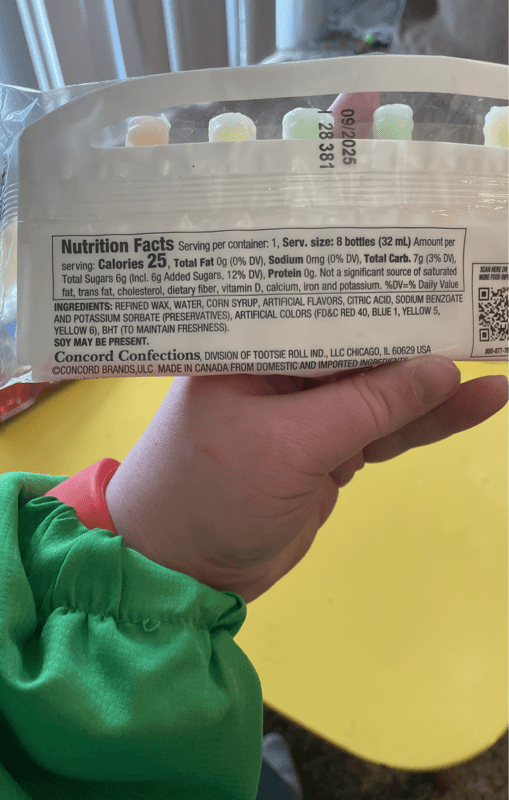 09/2025
28 381
Nutrition Facts Serving per container: 1, Serv. size: 8 bottles (32 mL) Amount per
serving: Calories 25, Total Fat 0g (0% DV), Sodium 0mg (0% DV), Total Carb. 7g (3% DV),
Total Sugars 6g (Incl. 6g Added Sugars, 12% DV), Protein 0g. Not a significant source of saturated
fat, trans fat, cholesterol, dietary fiber, vitamin D, calcium, iron and potassium. %DV=% Daily Value
INGREDIENTS: REFINED WAX, WATER, CORN SYRUP, ARTIFICIAL FLAVORS, CITRIC ACID, SODIUM BENZOATE
AND POTASSIUM SORBATE (PRESERVATIVES), ARTIFICIAL COLORS (FD&C RED 40, BLUE 1, YELLOW 5,
YELLOW 6), BHT (TO MAINTAIN FRESHNESS).
SOY MAY BE PRESENT.
Concord Confections, DIVISION OF TOOTSIE ROLL IND., LLC CHICAGO, IL 60629 USA
©CONCORD BRANDS,ULC MADE IN CANADA FROM DOMESTIC AND IMPORTED INGREDIENTS
SCAN HERE OR
MORE FOOD